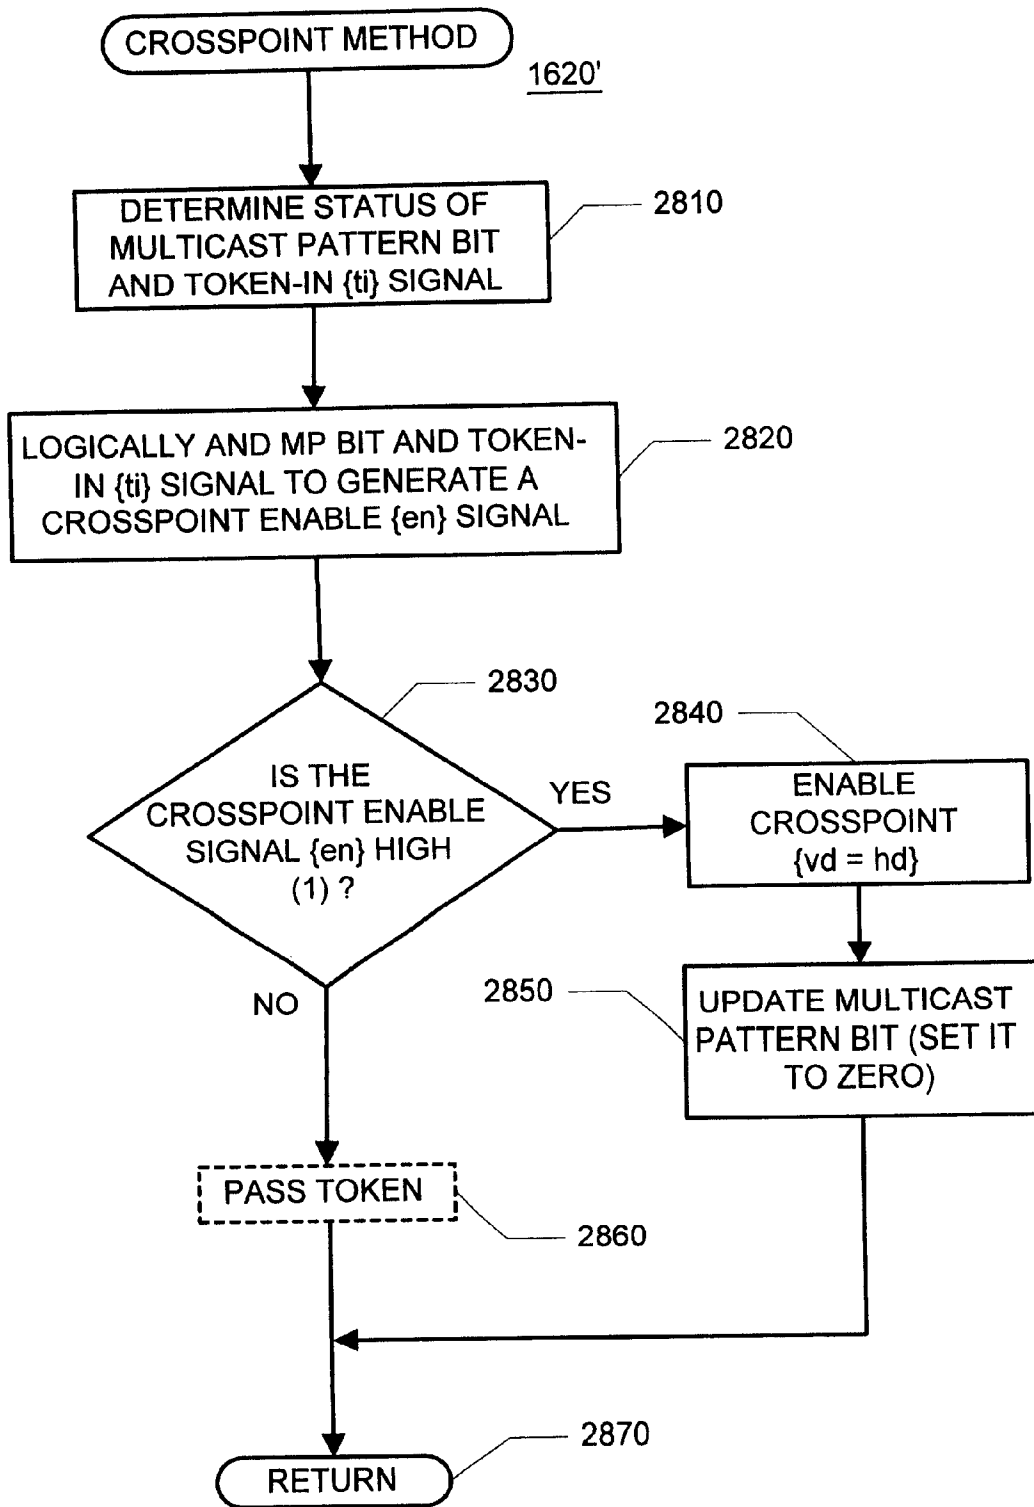 CROSSPOINT METHOD
1620'
DETERMINE STATUS OF
MULTICAST PATTERN BIT
AND TOKEN-IN {ti} SIGNAL
2810
LOGICALLY AND MP BIT AND TOKEN-
IN {ti} SIGNAL TO GENERATE A
CROSSPOINT ENABLE {en} SIGNAL
2820
IS THE
CROSSPOINT ENABLE
SIGNAL {en} HIGH
(1) ?
2830
YES
2840
ENABLE
CROSSPOINT
{vd = hd}
NO
2850
UPDATE MULTICAST
PATTERN BIT (SET IT
TO ZERO)
PASS TOKEN
2860
RETURN
2870